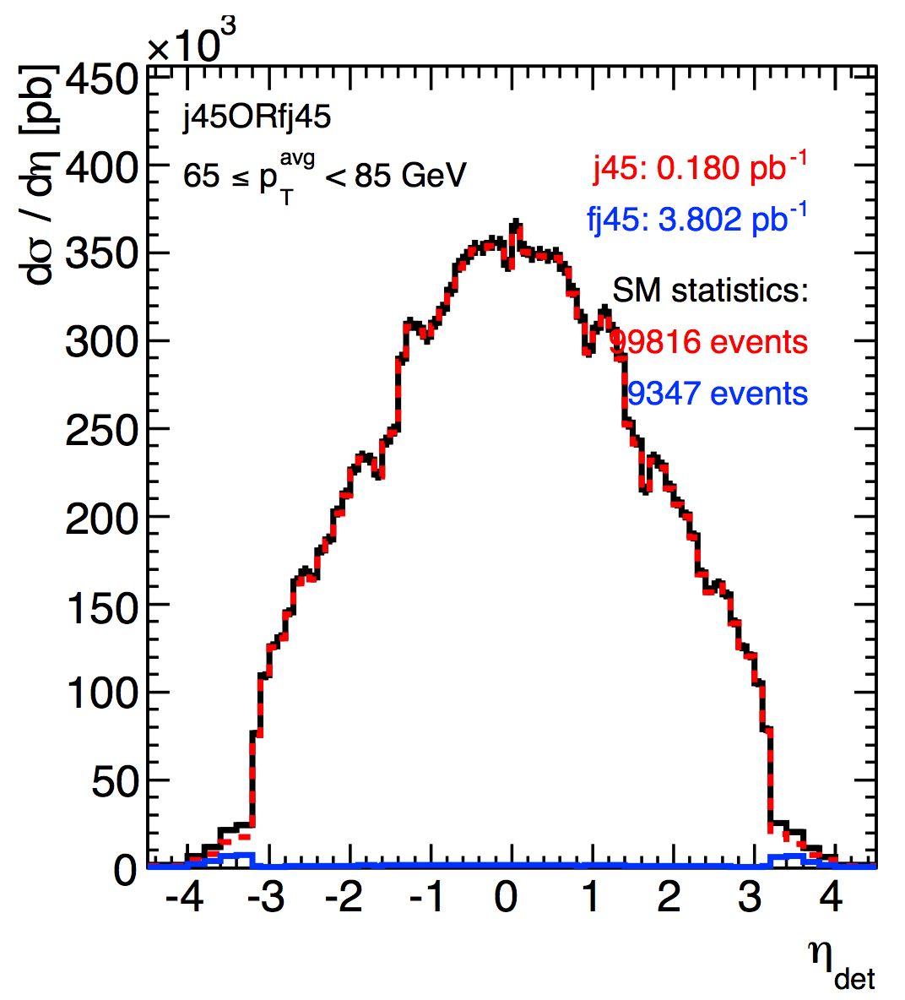 ×10³
dσ / dη [pb]
450
400
350
300
250
200
150
100
50
0
j45ORfj45
65 ≤ p_T^avg < 85 GeV
j45: 0.180 pb⁻¹
fj45: 3.802 pb⁻¹
SM statistics:
99816 events
9347 events
-4 -3 -2 -1 0 1 2 3 4
η_det